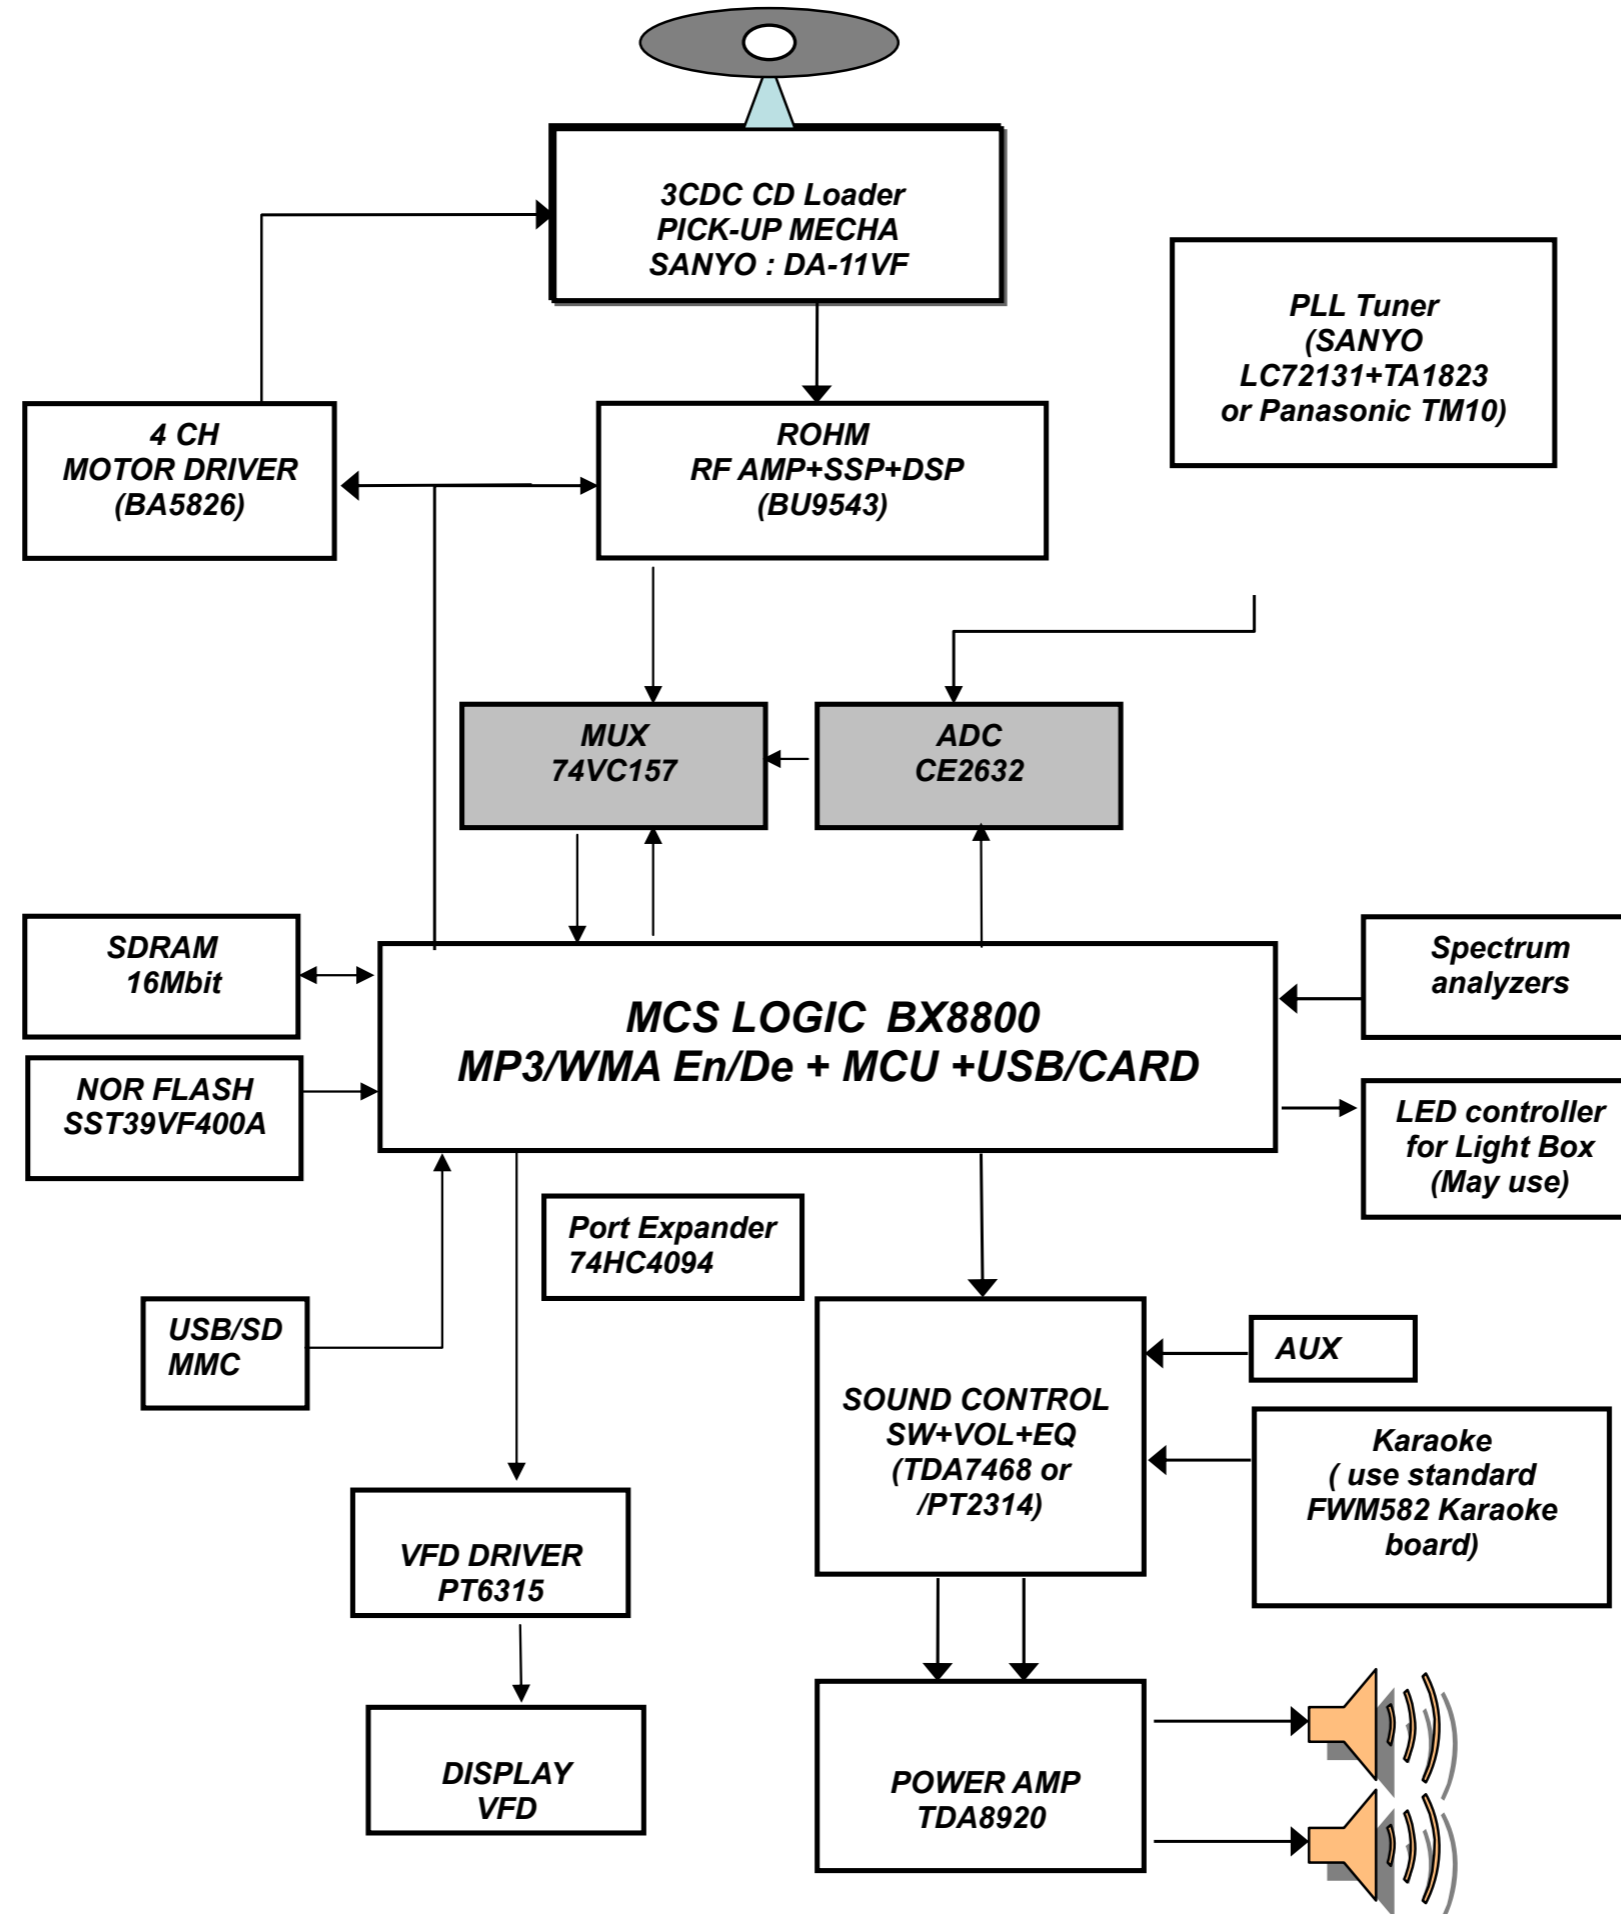 3CDC CD Loader
PICK-UP MECHA
SANYO : DA-11VF
PLL Tuner
(SANYO
LC72131+TA1823
or Panasonic TM10)
4 CH
MOTOR DRIVER
(BA5826)
ROHM
RF AMP+SSP+DSP
(BU9543)
MUX
74VC157
ADC
CE2632
SDRAM
16Mbit
NOR FLASH
SST39VF400A
MCS LOGIC BX8800
MP3/WMA En/De + MCU +USB/CARD
Spectrum
analyzers
LED controller
for Light Box
(May use)
Port Expander
74HC4094
USB/SD
MMC
SOUND CONTROL
SW+VOL+EQ
(TDA7468 or
/PT2314)
AUX
Karaoke
( use standard
FWM582 Karaoke
board)
VFD DRIVER
PT6315
DISPLAY
VFD
POWER AMP
TDA8920